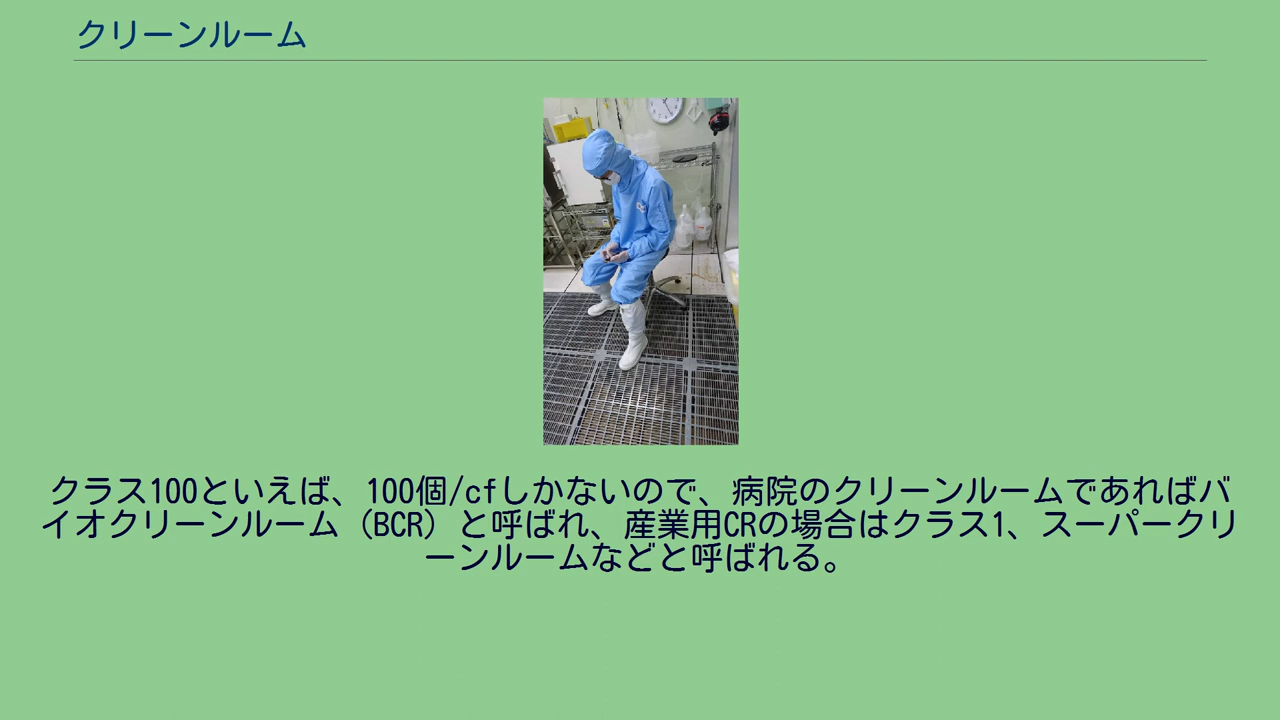 クリーンルーム
クラス100といえば、100個/cfしかないので、病院のクリーンルームであればバ
イオクリーンルーム（BCR）と呼ばれ、産業用CRの場合はクラス1、スーパークリ
ーンルームなどと呼ばれる。